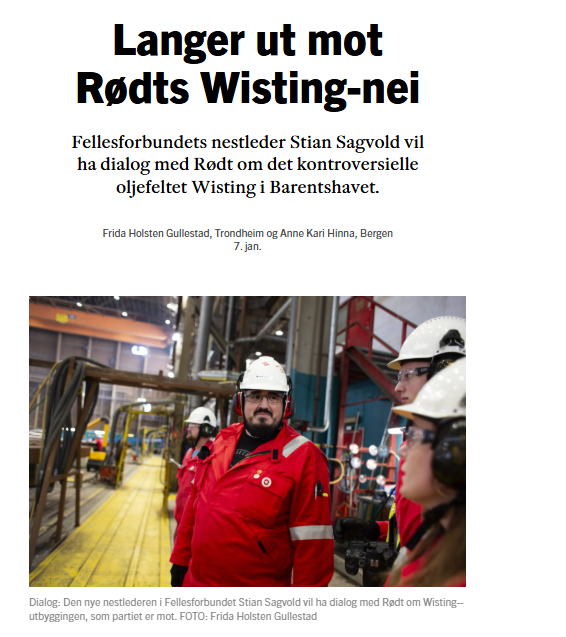 Langer ut mot
Rødts Wisting-nei
Fellesforbundets nestleder Stian Sagvold vil
ha dialog med Rødt om det kontroversielle
oljefeltet Wisting i Barentshavet.
Frida Holsten Gullestad, Trondheim og Anne Kari Hinna, Bergen
7. jan.
Dialog: Den nye nestlederen i Fellesforbundet Stian Sagvold vil ha dialog med Rødt om Wisting--
utbyggingen, som partiet er mot. FOTO: Frida Holsten Gullestad